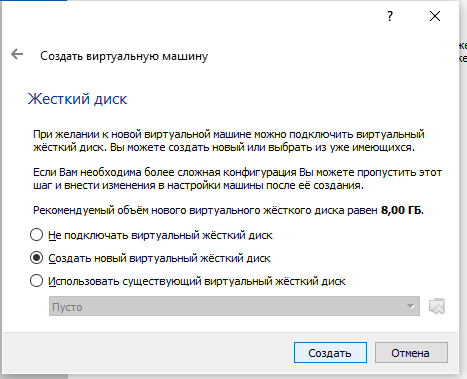 Создать виртуальную машину
Жесткий диск
При желании к новой виртуальной машине можно подключить виртуальный
жёсткий диск. Вы можете создать новый или выбрать из уже имеющихся.
Если Вам необходима более сложная конфигурация Вы можете пропустить этот
шаг и внести изменения в настройки машины после её создания.
Рекомендуемый объём нового виртуального жёсткого диска равен 8,00 ГБ.
Не подключать виртуальный жёсткий диск
Создать новый виртуальный жёсткий диск
Использовать существующий виртуальный жёсткий диск
Пусто
Создать
Отмена